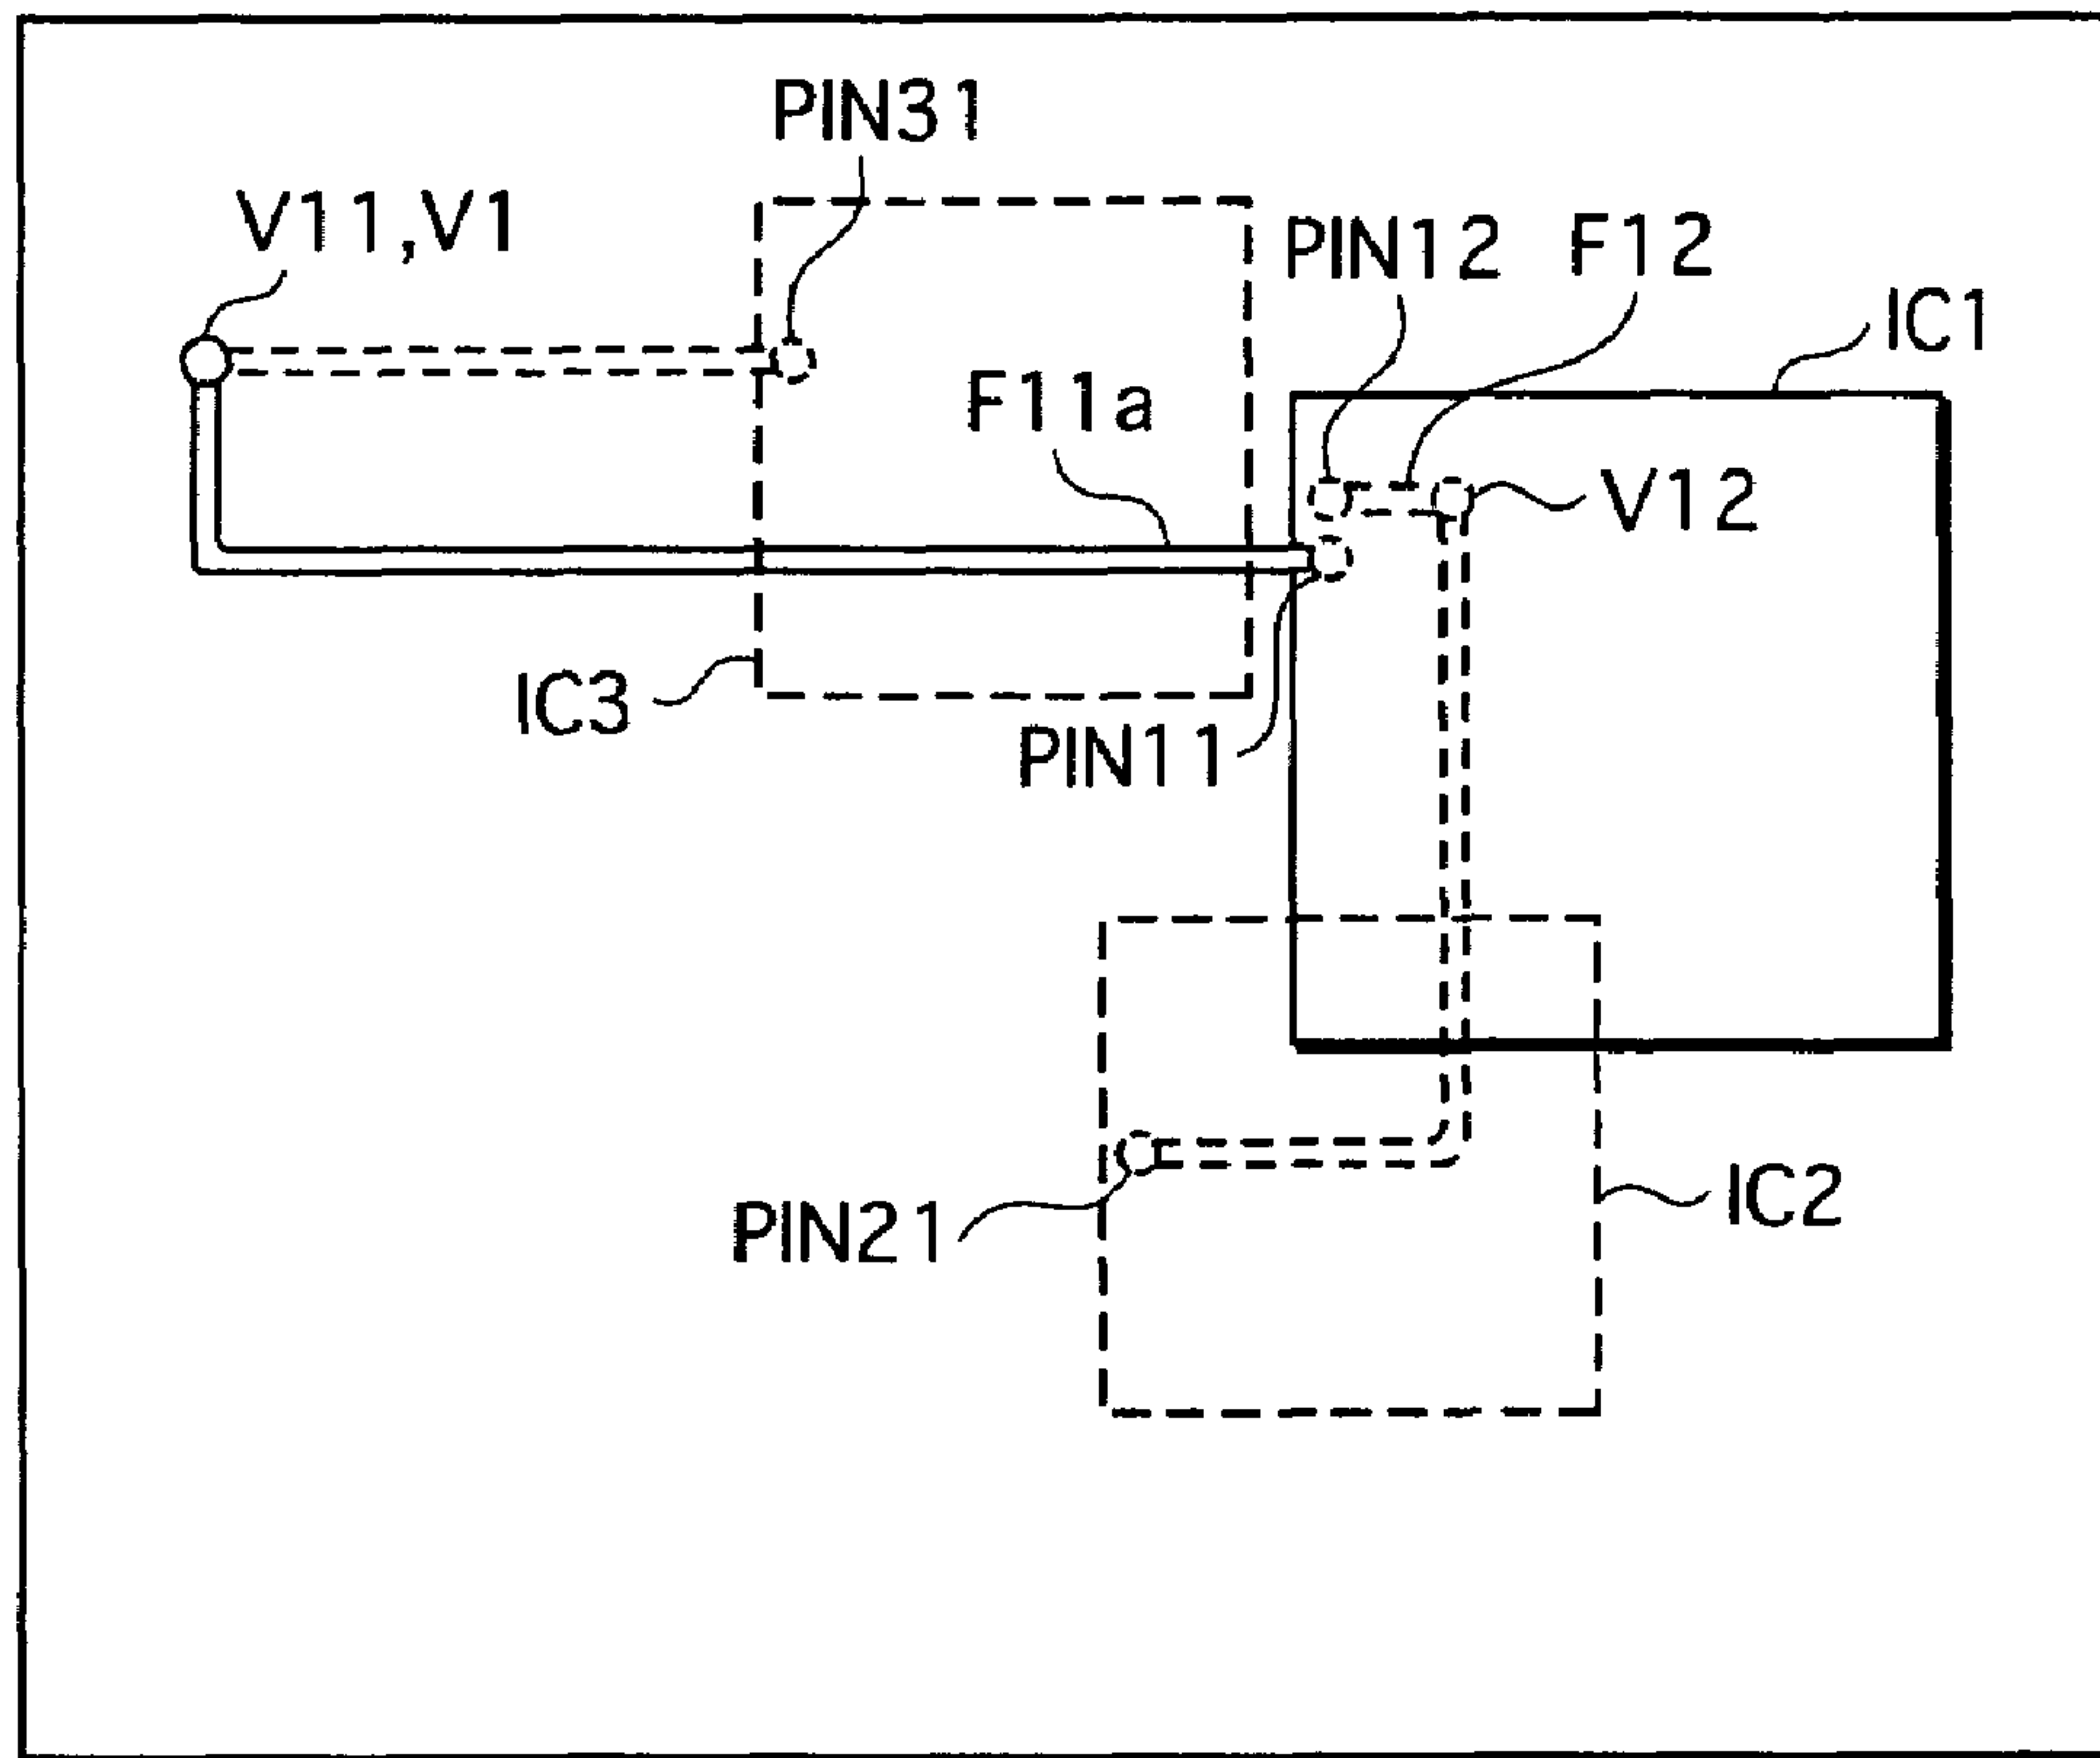 PIN31
V11,V1
PIN12
F12
IC1
F11a
V12
IC3
PIN11
PIN21
IC2